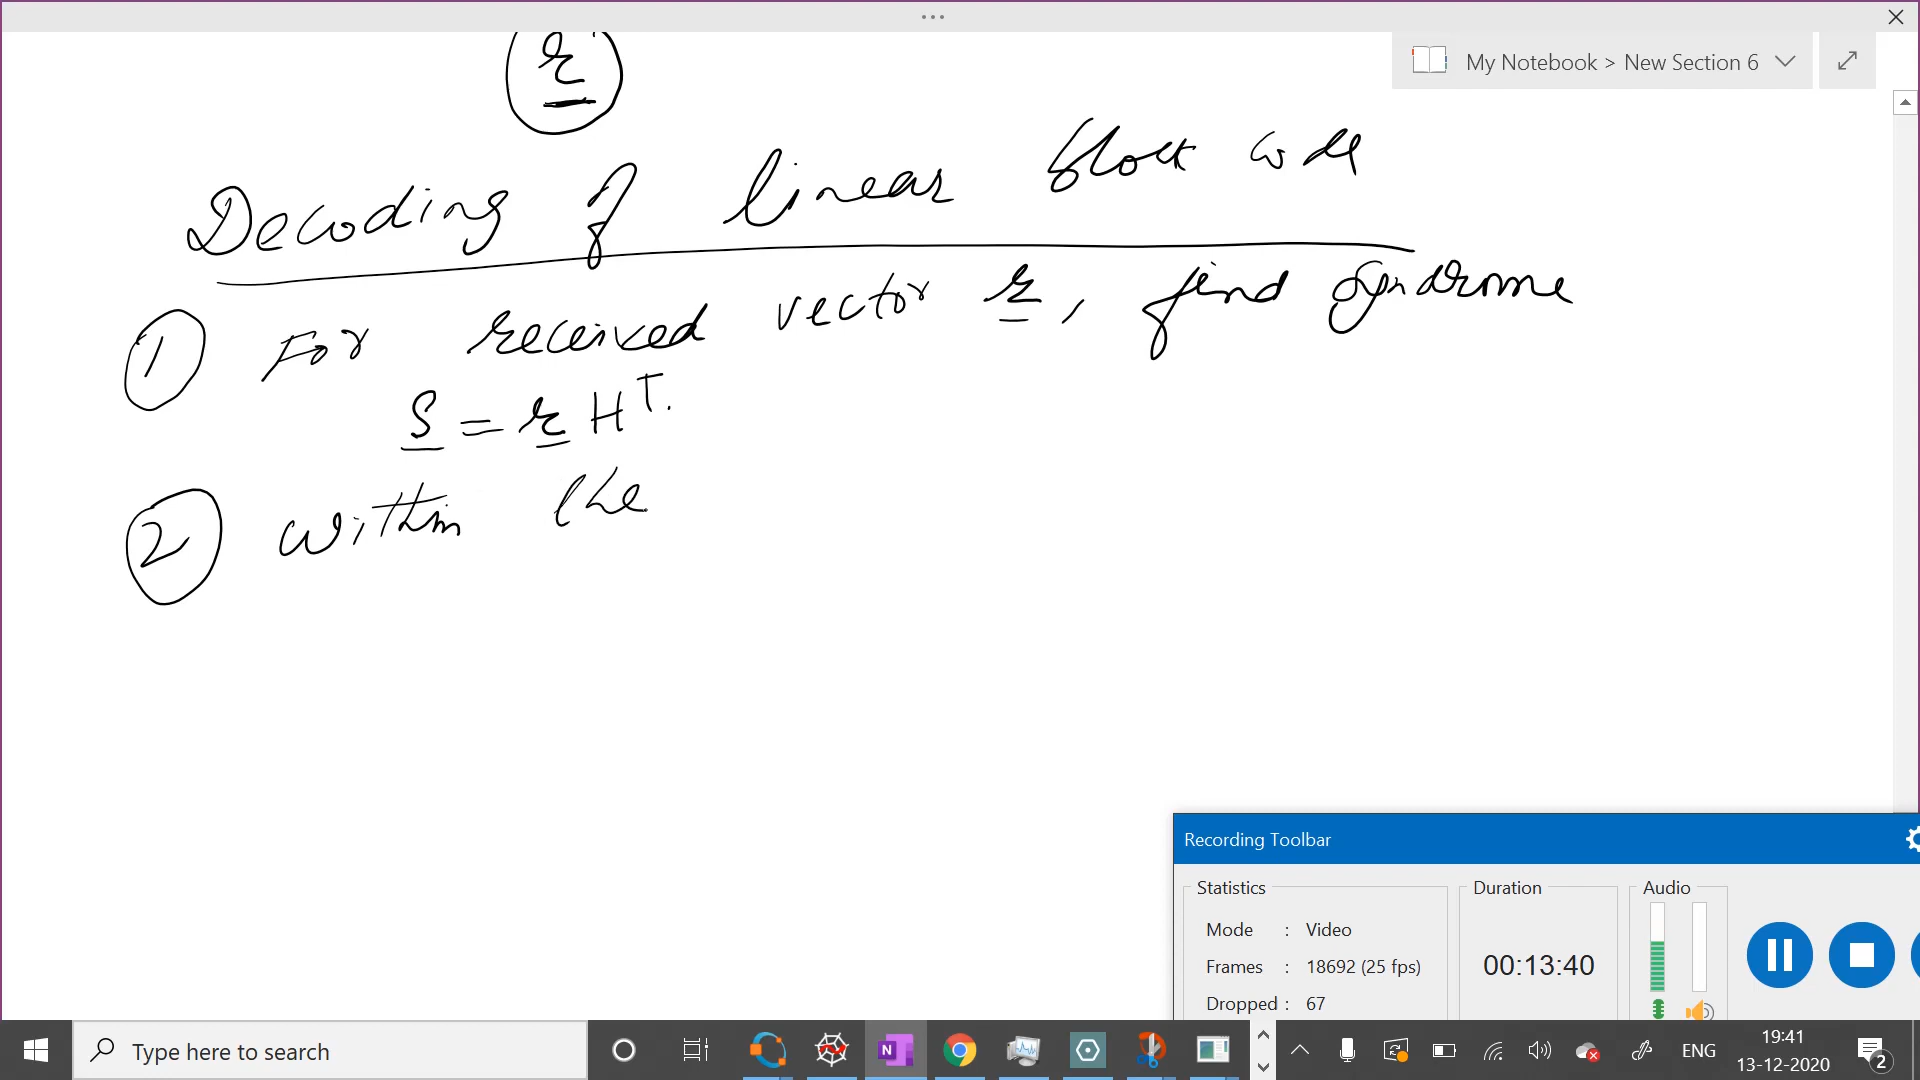 ...
My Notebook > New Section 6
r
Decoding of linear block code
① For received vector r, find syndrome
S = r Hᵀ.
② within the
Recording Toolbar
Statistics
Mode : Video
Frames : 18692 (25 fps)
Dropped : 67
Duration
00:13:40
Audio
Type here to search
N
ENG
19:41
13-12-2020
2